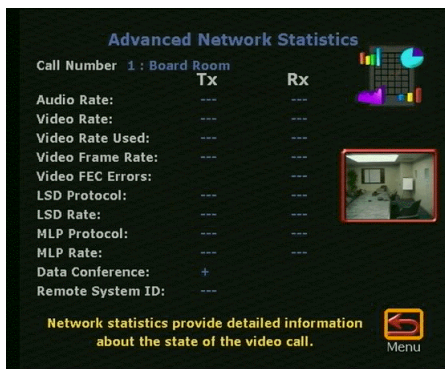 Advanced Network Statistics
Call Number 1 : Board Room
Tx Rx
Audio Rate: --- ---
Video Rate: --- ---
Video Rate Used: --- ---
Video Frame Rate: --- ---
Video FEC Errors: ---
LSD Protocol: --- ---
LSD Rate: --- ---
MLP Protocol: --- ---
MLP Rate: --- ---
Data Conference: +
Remote System ID: ---
Network statistics provide detailed information
about the state of the video call.
Menu